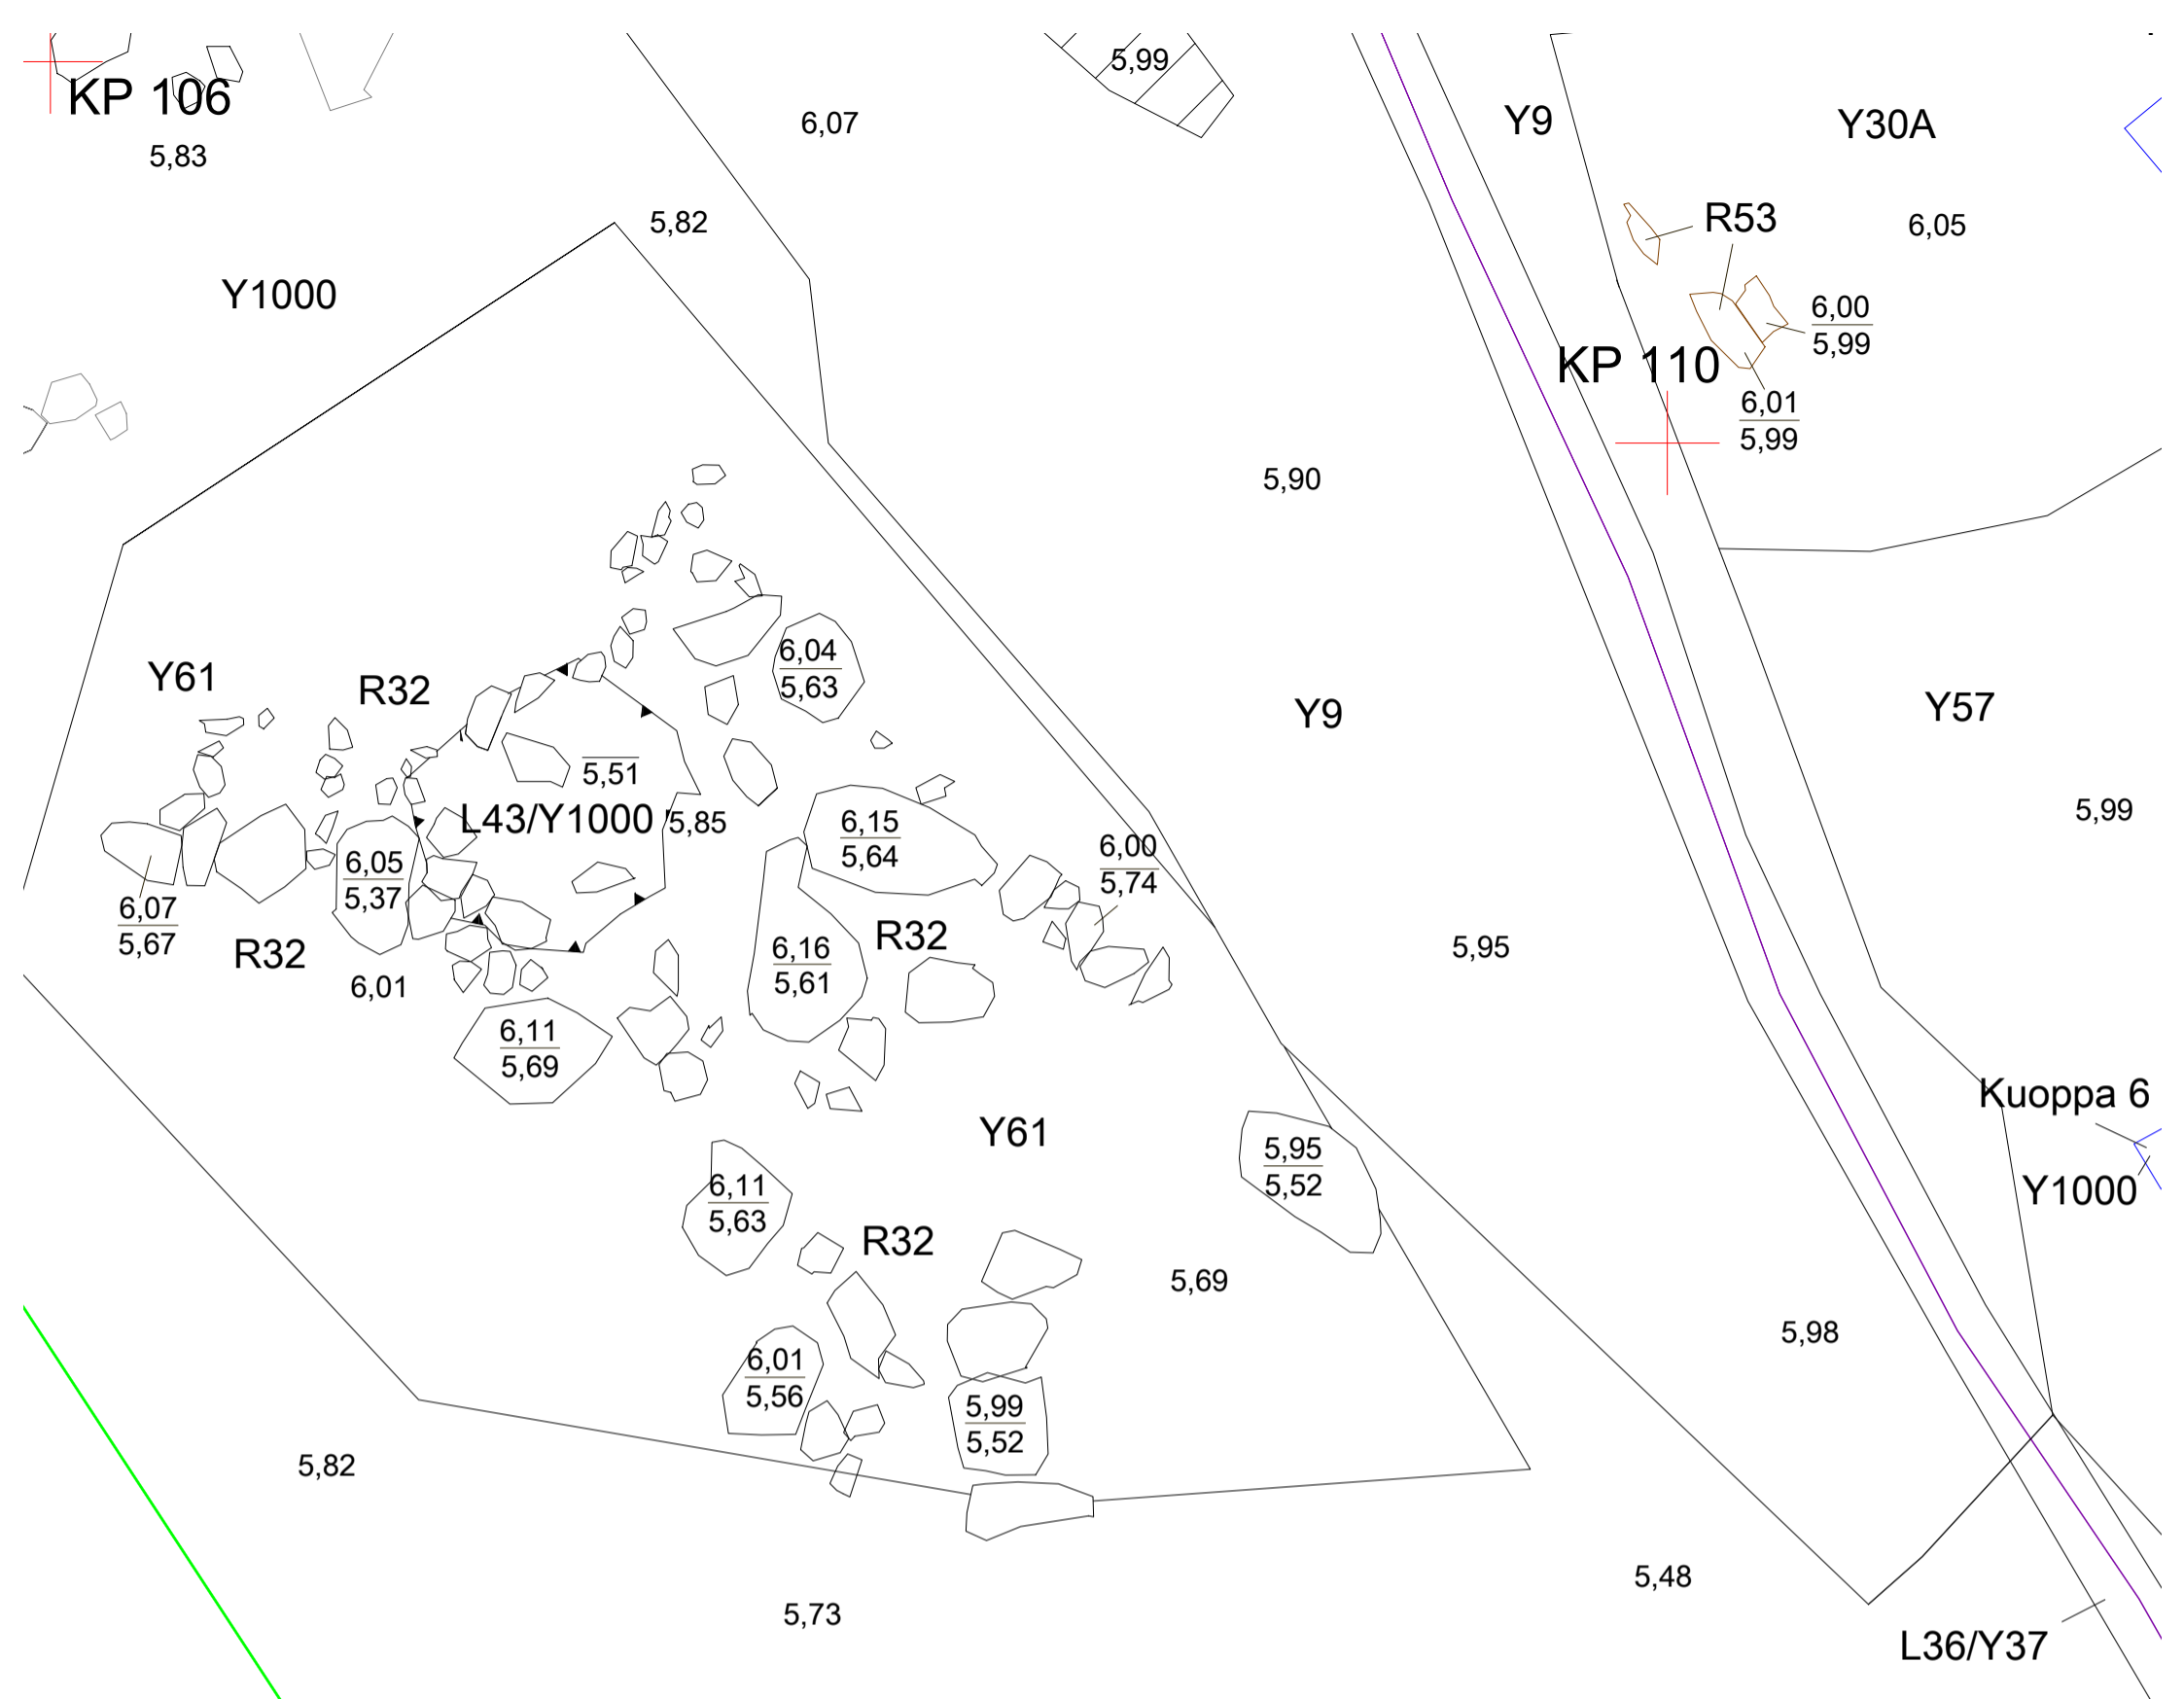 5,99
KP 106
6,07
Y9
Y30A
5,83
5,82
R53
6,05
Y1000
6,00
5,99
KP 110
6,01
5,99
5,90
6,04
5,63
Y61
R32
Y9
Y57
5,51
L43/Y1000
5,85
6,15
5,64
5,99
6,00
5,74
6,05
5,37
6,07
5,67
R32
R32
6,16
5,61
5,95
6,01
6,11
5,69
Kuoppa 6
Y61
5,95
5,52
Y1000
6,11
5,63
R32
5,69
5,98
6,01
5,56
5,99
5,52
5,82
5,48
5,73
L36/Y37